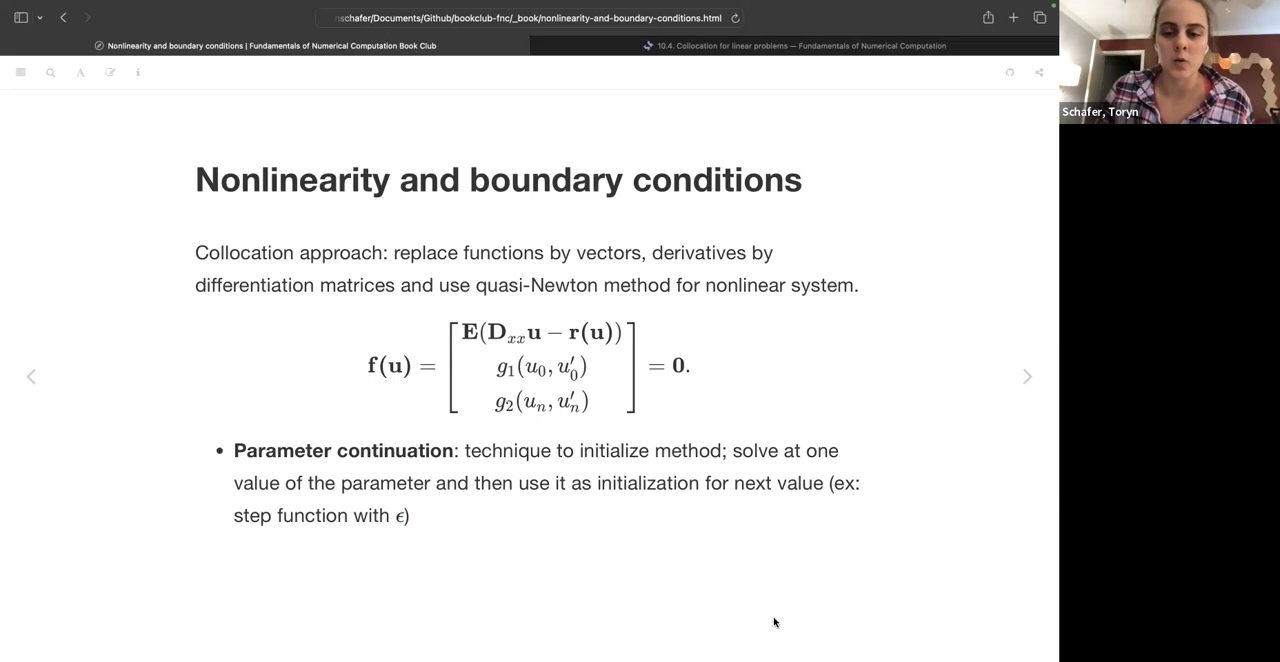 nschafer/Documents/Github/bookclub-fnc/_book/nonlinearity-and-boundary-conditions.html
Nonlinearity and boundary conditions | Fundamentals of Numerical Computation Book Club
10.4. Collocation for linear problems — Fundamentals of Numerical Computation
A
i
Schafer, Toryn
Nonlinearity and boundary conditions
Collocation approach: replace functions by vectors, derivatives by
differentiation matrices and use quasi-Newton method for nonlinear system.
E(Dₓₓu − r(u))
f(u) = g₁(u₀, u′₀) = 0.
g₂(uₙ, u′ₙ)
• Parameter continuation: technique to initialize method; solve at one
value of the parameter and then use it as initialization for next value (ex:
step function with ϵ)